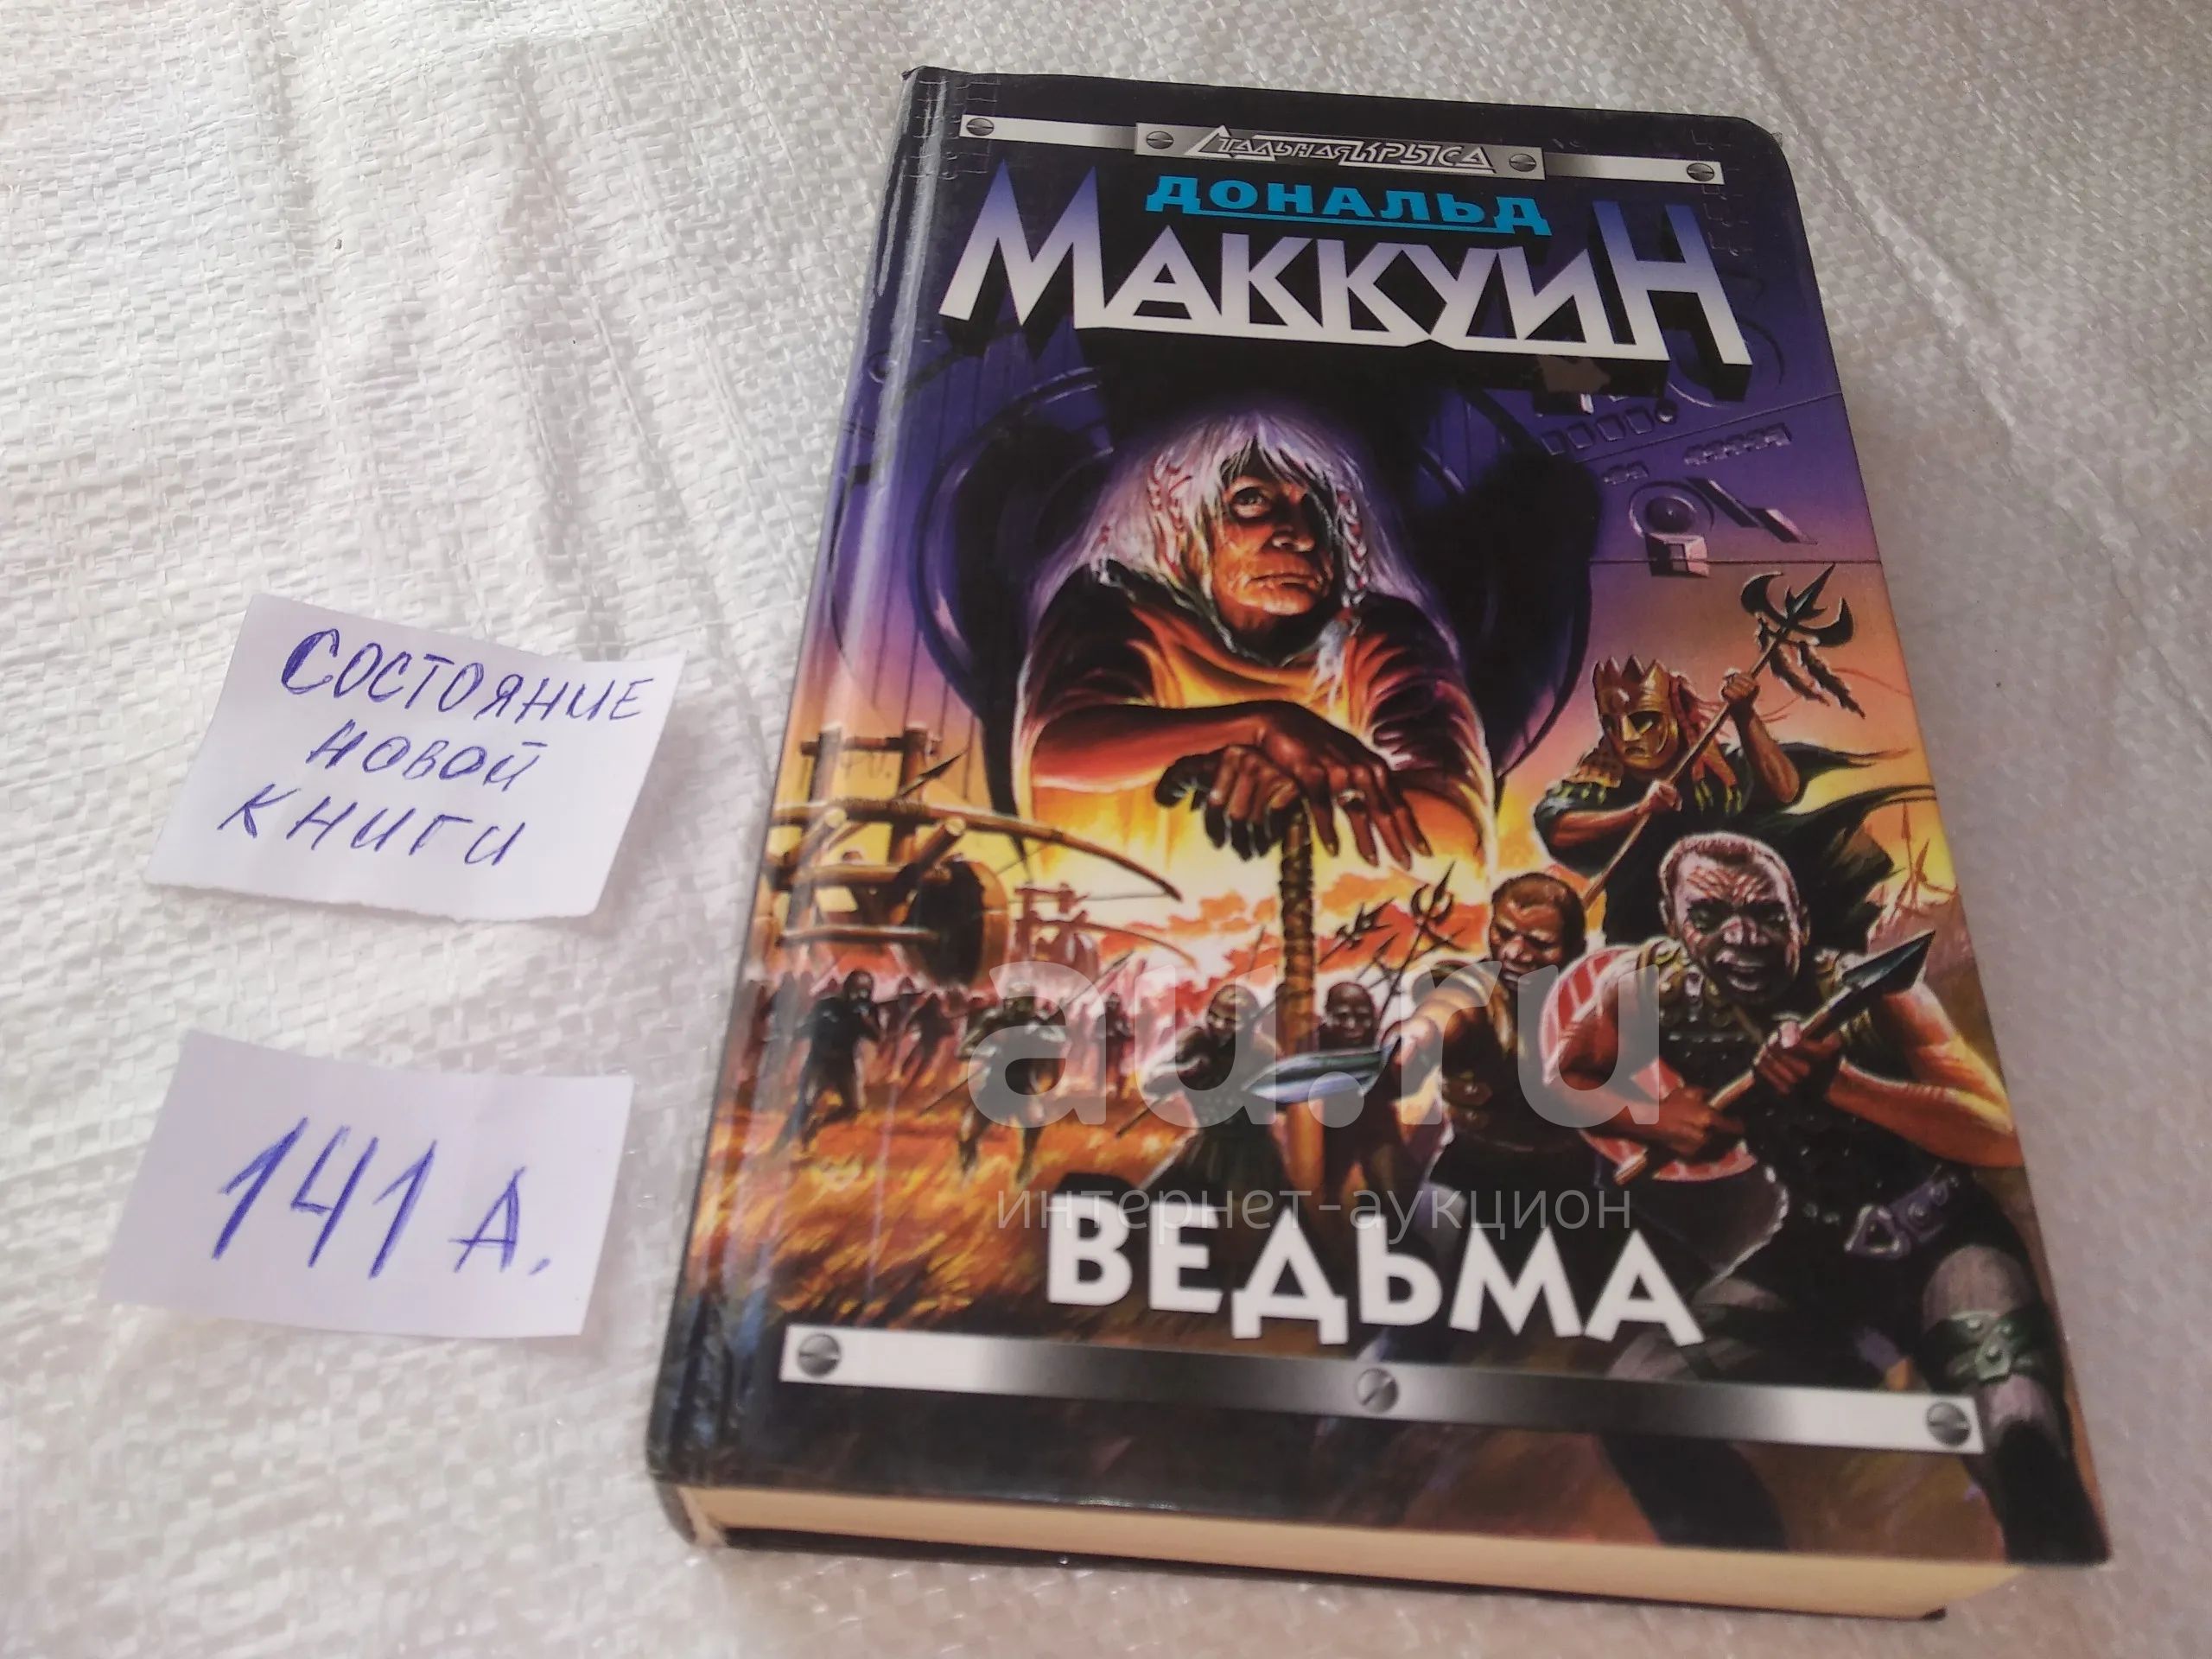 Стальная Крыса
ДОНАЛЬД
МАККУИН
СОСТОЯНИЕ
НОВОЙ
КНИГИ
141 А.
au.ru
интернет-аукцион
ВЕДЬМА